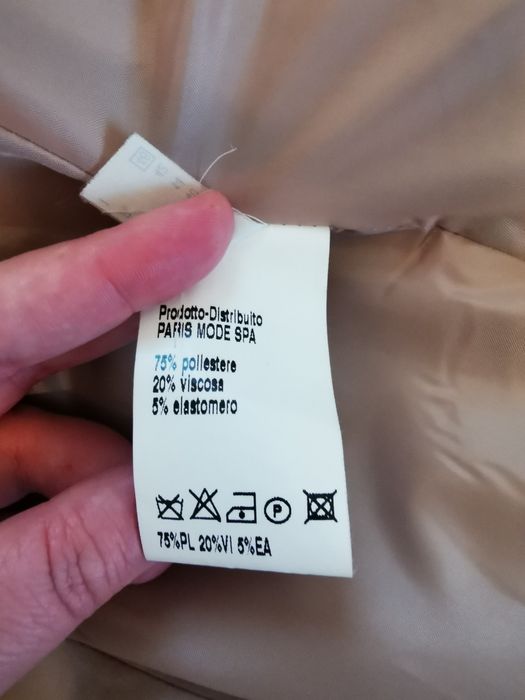 Prodotto-Distribuito
PARIS MODE SPA
75% poliestere
20% viscosa
5% elastomero
P
75%PL 20%VI 5%EA